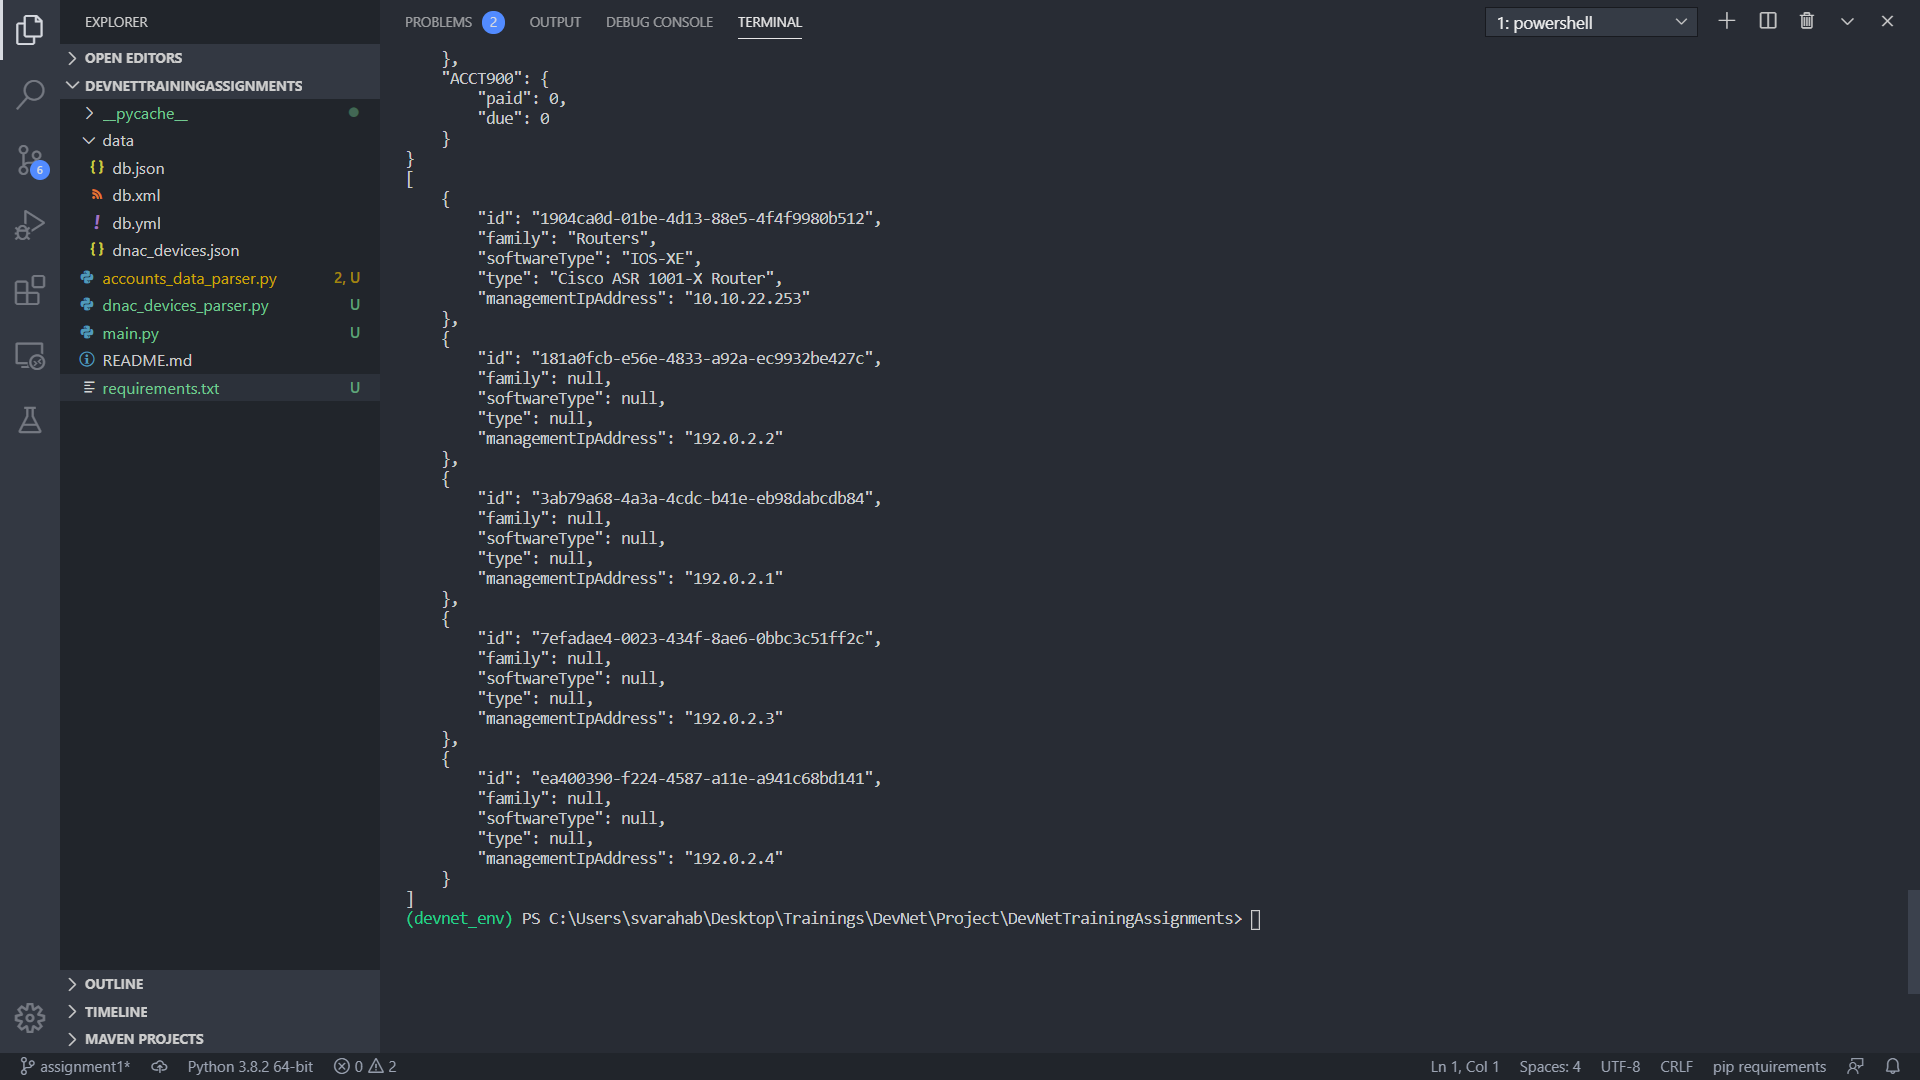 EXPLORER
OPEN EDITORS
DEVNETTRAININGASSIGNMENTS
__pycache__
data
db.json
db.xml
db.yml
dnac_devices.json
accounts_data_parser.py 2, U
dnac_devices_parser.py U
main.py U
README.md
requirements.txt U
OUTLINE
TIMELINE
MAVEN PROJECTS
6
PROBLEMS 2 OUTPUT DEBUG CONSOLE TERMINAL
1: powershell
},
"ACCT900": {
"paid": 0,
"due": 0
}
}
[
{
"id": "1904ca0d-01be-4d13-88e5-4f4f9980b512",
"family": "Routers",
"softwareType": "IOS-XE",
"type": "Cisco ASR 1001-X Router",
"managementIpAddress": "10.10.22.253"
},
{
"id": "181a0fcb-e56e-4833-a92a-ec9932be427c",
"family": null,
"softwareType": null,
"type": null,
"managementIpAddress": "192.0.2.2"
},
{
"id": "3ab79a68-4a3a-4cdc-b41e-eb98dabcdb84",
"family": null,
"softwareType": null,
"type": null,
"managementIpAddress": "192.0.2.1"
},
{
"id": "7efadae4-0023-434f-8ae6-0bbc3c51ff2c",
"family": null,
"softwareType": null,
"type": null,
"managementIpAddress": "192.0.2.3"
},
{
"id": "ea400390-f224-4587-a11e-a941c68bd141",
"family": null,
"softwareType": null,
"type": null,
"managementIpAddress": "192.0.2.4"
}
]
(devnet_env) PS C:\Users\svarahab\Desktop\Trainings\DevNet\Project\DevNetTrainingAssignments>
assignment1* Python 3.8.2 64-bit 0 2 Ln 1, Col 1 Spaces: 4 UTF-8 CRLF pip requirements